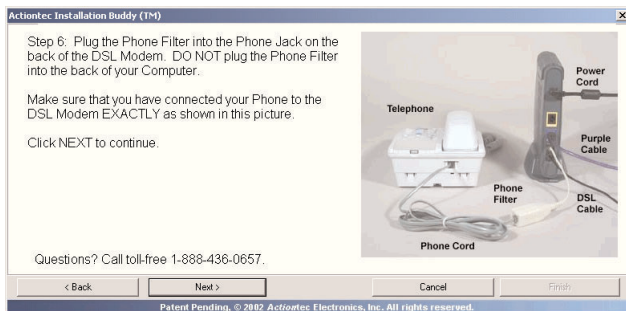 Actiontec Installation Buddy (TM)
Step 6: Plug the Phone Filter into the Phone Jack on the
back of the DSL Modem. DO NOT plug the Phone Filter
into the back of your Computer.
Make sure that you have connected your Phone to the
DSL Modem EXACTLY as shown in this picture.
Click NEXT to continue.
Questions? Call toll-free 1-888-436-0657.
Power
Cord
Telephone
Purple
Cable
Phone
Filter
DSL
Cable
Phone Cord
< Back
Next >
Cancel
Finish
Patent Pending, © 2002 Actiontec Electronics, Inc. All rights reserved.